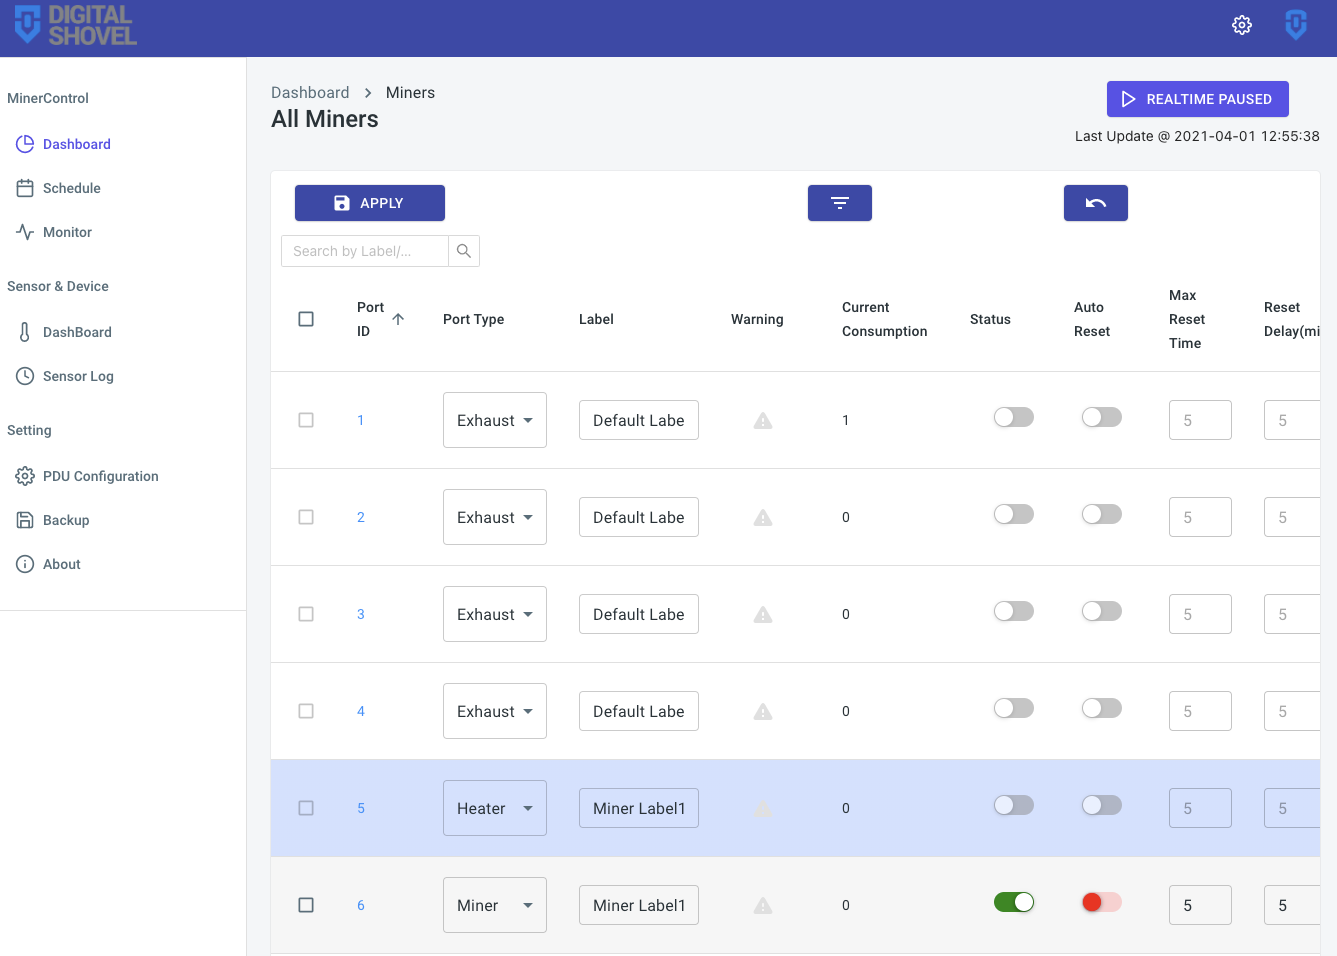 DIGITAL
SHOVEL
MinerControl
Dashboard
Schedule
Monitor
Sensor & Device
DashBoard
Sensor Log
Setting
PDU Configuration
Backup
About
Dashboard > Miners
All Miners
REALTIME PAUSED
Last Update @ 2021-04-01 12:55:38
APPLY
Search by Label/...
Port ID Port Type Label Warning Current Consumption Status Auto Reset Max Reset Time Reset Delay(mi
1 Exhaust Default Labe 1 5 5
2 Exhaust Default Labe 0 5 5
3 Exhaust Default Labe 0 5 5
4 Exhaust Default Labe 0 5 5
5 Heater Miner Label1 0 5 5
6 Miner Miner Label1 0 5 5